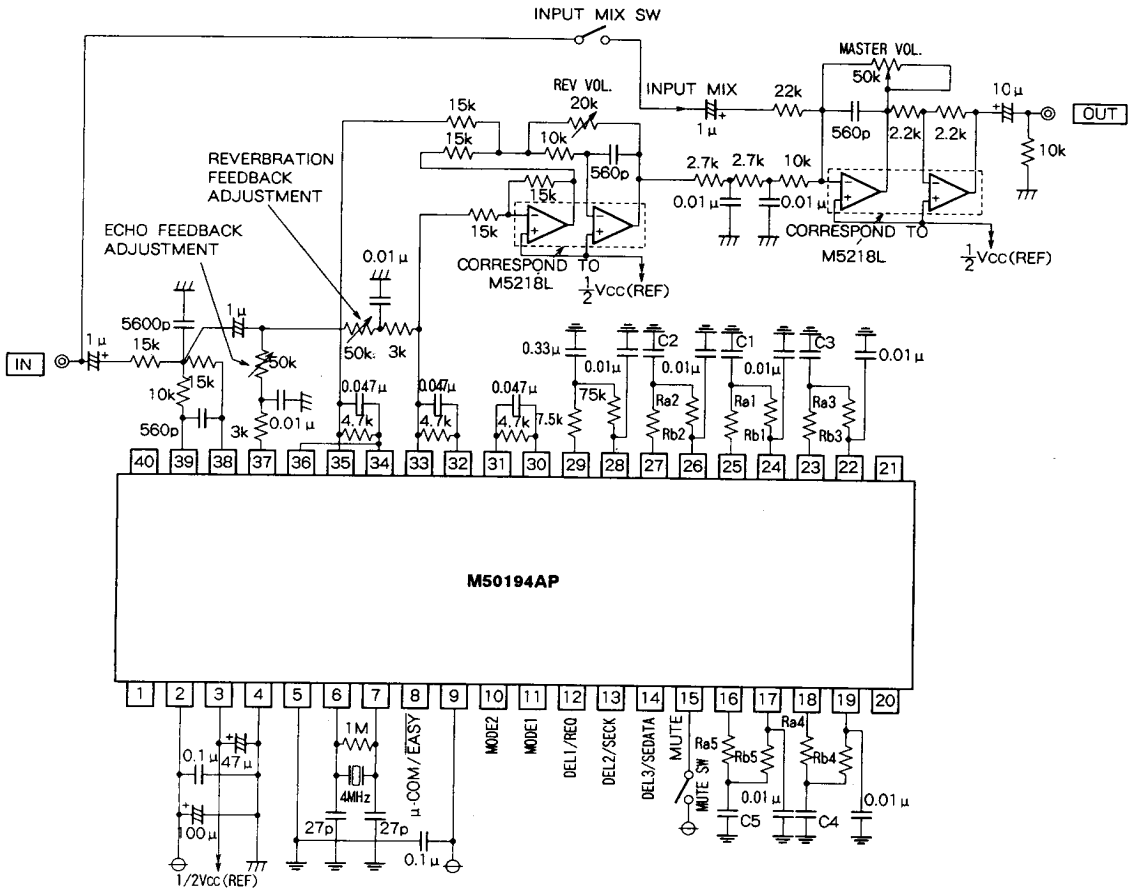 INPUT MIX SW
MASTER VOL.
50k
REV VOL.
20k
INPUT MIX
22k
10μ
+
OUT
15k
1μ
+
560p
2.2k
2.2k
15k
10k
560p
2.7k
2.7k
10k
10k
REVERBRATION
FEEDBACK
ADJUSTMENT
15k
0.01μ
0.01μ
15k
ECHO FEEDBACK
ADJUSTMENT
0.01μ
CORRESPOND TO
M5218L
1/2Vcc(REF)
CORRESPOND TO
M5218L
1/2Vcc(REF)
5600p
1μ
50k
3k
IN
1μ
+
15k
15k
50k
10k
560p
0.01μ
3k
0.047μ
4.7k
0.047μ
4.7k
0.047μ
4.7k
0.33μ
75k
7.5k
0.01μ
C2
Ra2
Rb2
0.01μ
C1
Ra1
Rb1
0.01μ
C3
Ra3
Rb3
0.01μ
40 39 38 37 36 35 34 33 32 31 30 29 28 27 26 25 24 23 22 21
M50194AP
1 2 3 4 5 6 7 8 9 10 11 12 13 14 15 16 17 18 19 20
0.1μ
+
47μ
+
100μ
1/2Vcc(REF)
1M
4MHz
27p
27p
μ-COM/EASY
0.1μ
MODE2
MODE1
DEL1/REQ
DEL2/SECK
DEL3/SEDATA
MUTE
MUTE SW
Ra5
Rb5
0.01μ
C5
Ra4
Rb4
C4
0.01μ